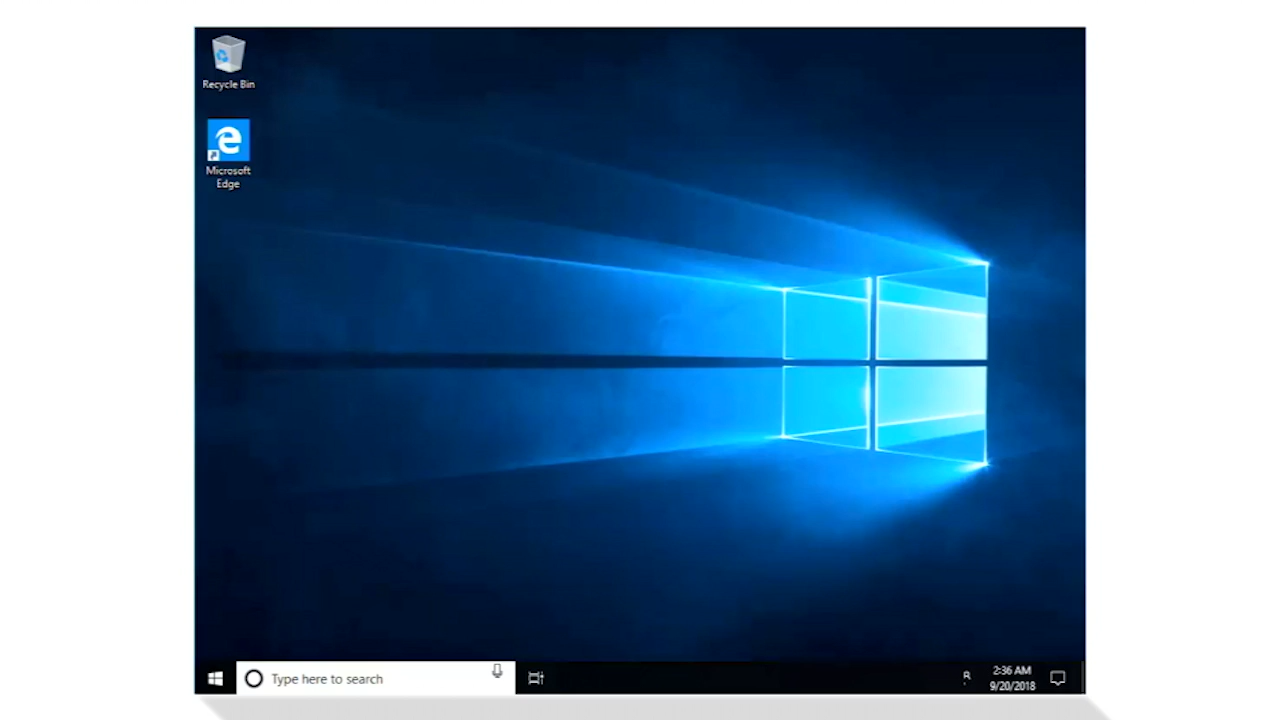 Recycle Bin
Microsoft
Edge
Type here to search
2:36 AM
9/20/2018